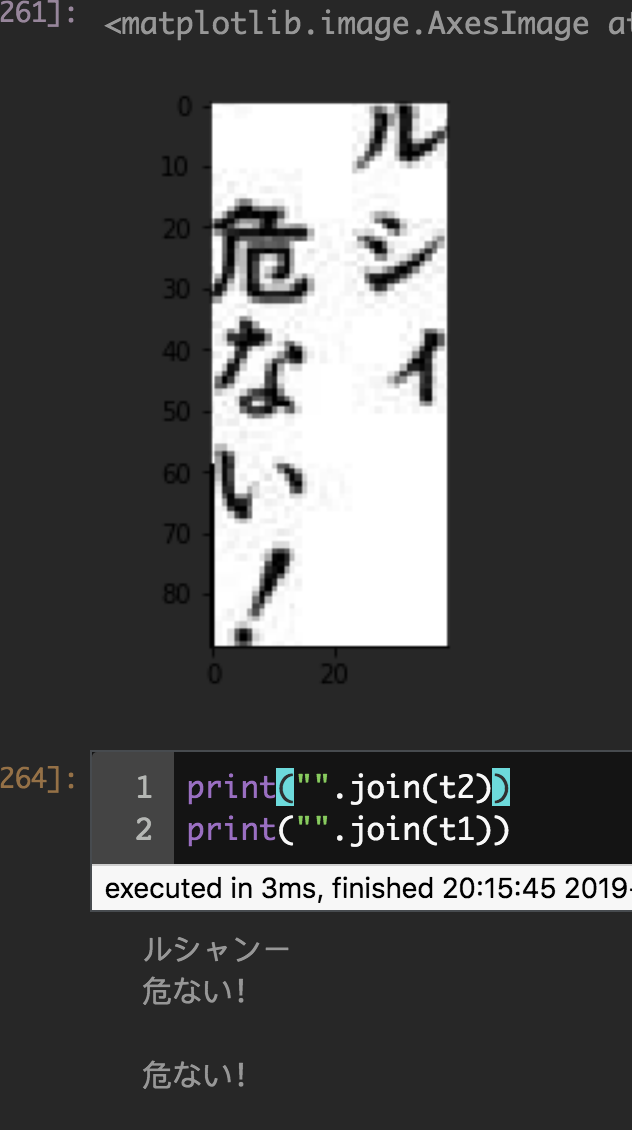 261]: <matplotlib.image.AxesImage at
0
10
20
30
40
50
60
70
80
0 20
ルシィ
危ない!
264]:
1 print("".join(t2))
2 print("".join(t1))
executed in 3ms, finished 20:15:45 2019-
ルシャンー
危ない!
危ない!